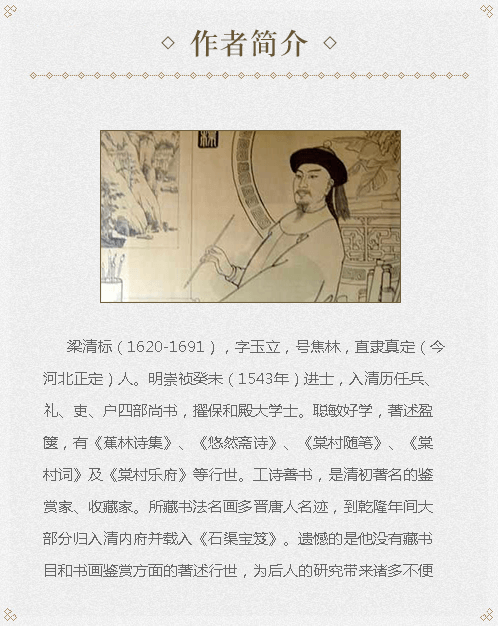 作者简介
梁清标（1620-1691），字玉立，号焦林，直隶真定（今
河北正定）人。明崇祯癸未（1543年）进士，入清历任兵、
礼、吏、户四部尚书，擢保和殿大学士。聪敏好学，著述盈
箧，有《蕉林诗集》、《悠然斋诗》、《棠村随笔》、《棠
村词》及《棠村乐府》等行世。工诗善书，是清初著名的鉴
赏家、收藏家。所藏书法名画多晋唐人名迹，到乾隆年间大
部分归入清内府并载入《石渠宝笈》。遗憾的是他没有藏书
目和书画鉴赏方面的著述行世，为后人的研究带来诸多不便